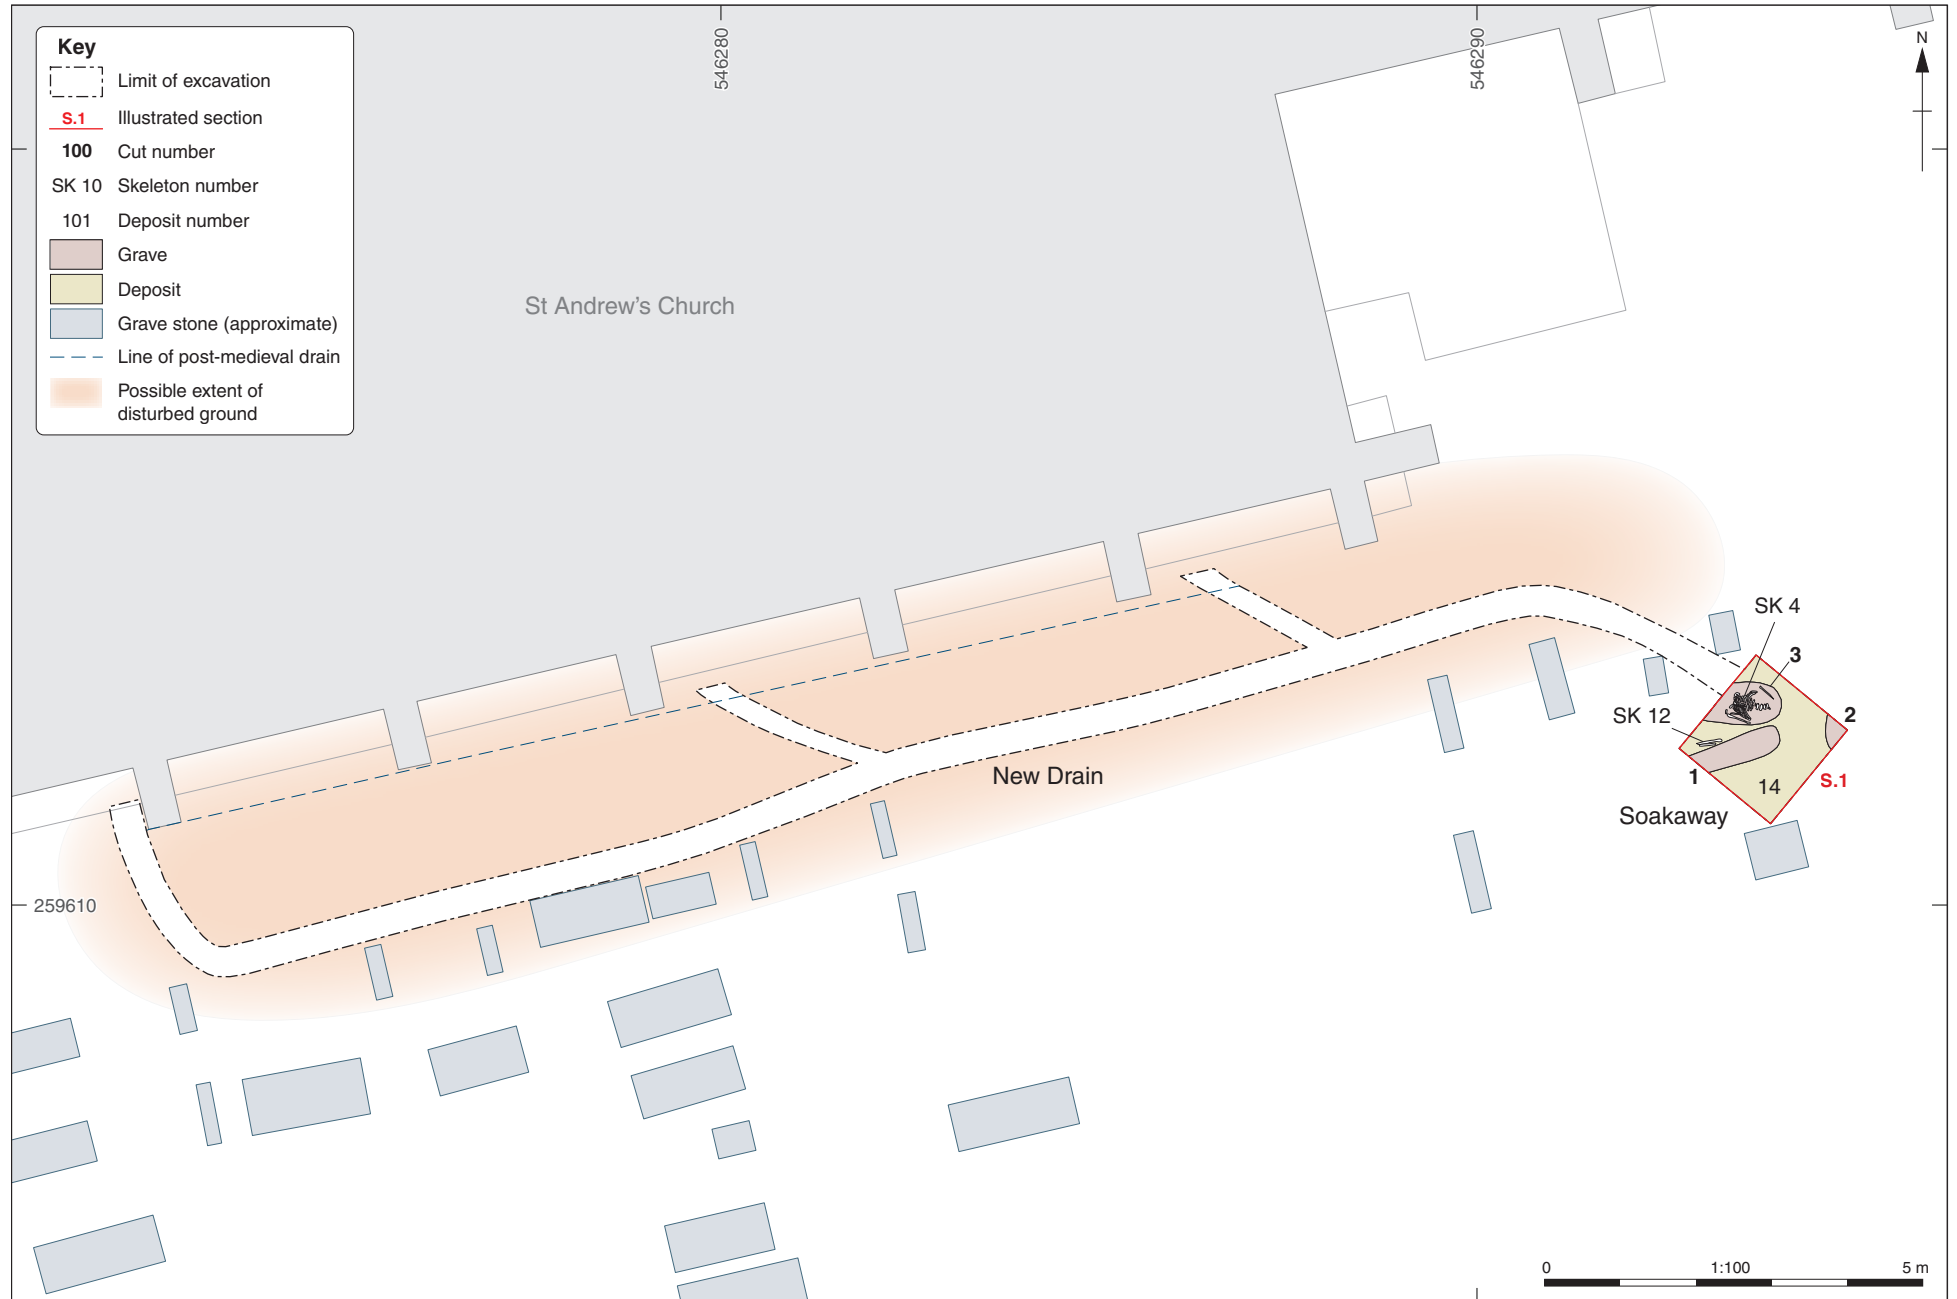 Key
Limit of excavation
S.1 Illustrated section
100 Cut number
SK 10 Skeleton number
101 Deposit number
Grave
Deposit
Grave stone (approximate)
Line of post-medieval drain
Possible extent of
disturbed ground
546280
546290
N
St Andrew’s Church
SK 4
3
SK 12
2
1
14
S.1
Soakaway
New Drain
259610
0 1:100 5 m